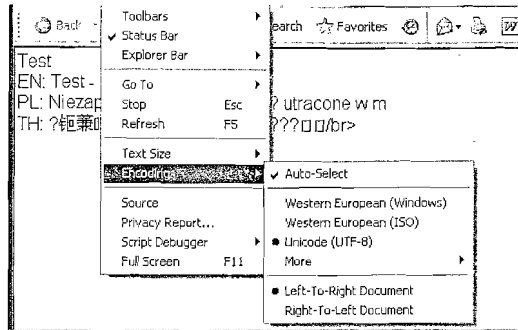 Back
Toolbars
Status Bar
Explorer Bar
Go To
Stop Esc
Refresh F5
Text Size
Encoding
Source
Privacy Report...
Script Debugger
Full Screen F11
earch Favorites
Test
EN: Test -
PL: Niezap ? utracone w m
TH: ? ???□□/br>
Auto-Select
Western European (Windows)
Western European (ISO)
Unicode (UTF-8)
More
Left-To-Right Document
Right-To-Left Document